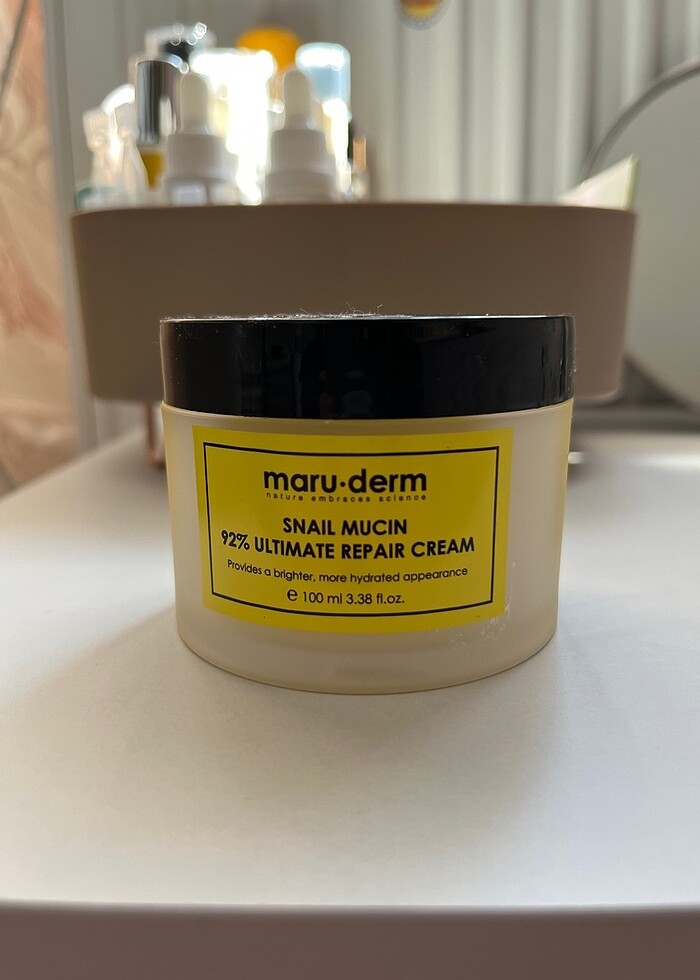 maru·derm
nature embraces science
SNAIL MUCIN
92% ULTIMATE REPAIR CREAM
Provides a brighter, more hydrated appearance
℮ 100 ml 3.38 fl.oz.